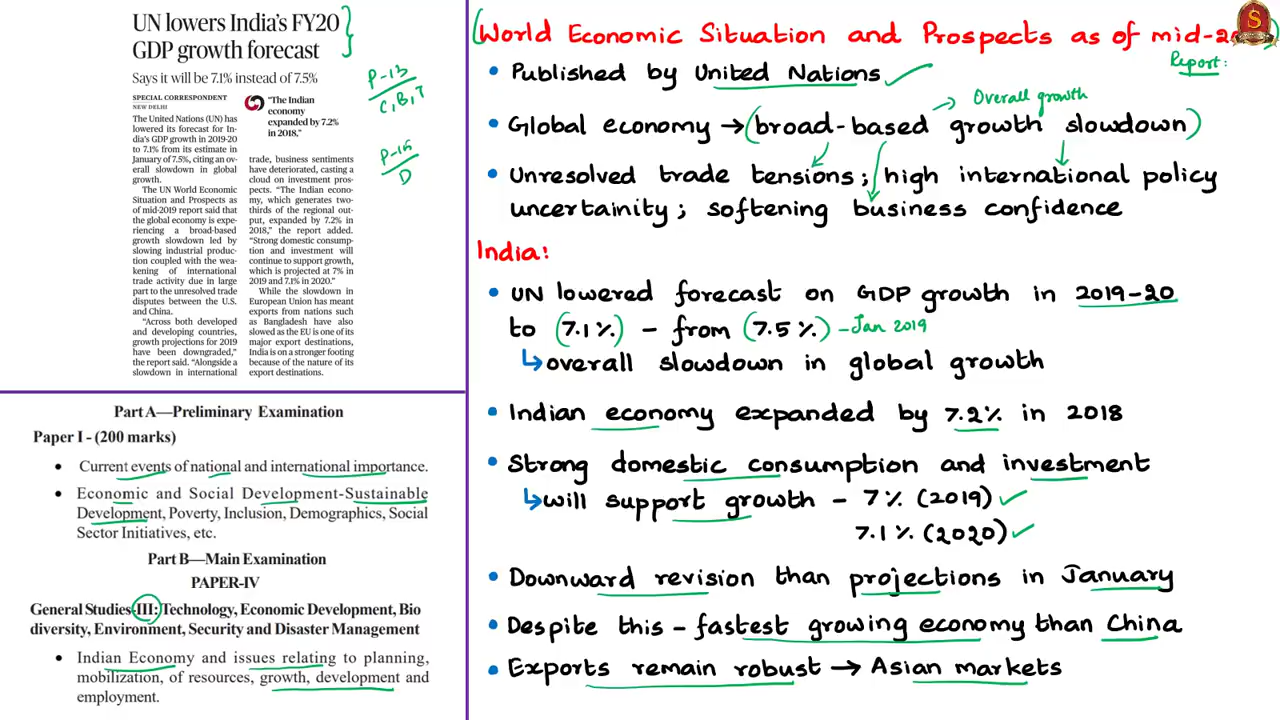 UN lowers India's FY20
GDP growth forecast
Says it will be 7.1% instead of 7.5%
SPECIAL CORRESPONDENT
NEW DELHI
The United Nations (UN) has
lowered its forecast for In-
dia's GDP growth in 2019-20
to 7.1% from its estimate in
January of 7.5%, citing an ov-
erall slowdown in global
growth.
The UN World Economic
Situation and Prospects as
of mid-2019 report said that
the global economy is expe-
riencing a broad-based
growth slowdown led by
slowing industrial produc-
tion coupled with the wea-
kening of international
trade activity due in large
part to the unresolved trade
disputes between the U.S.
and China.
"Across both developed
and developing countries,
growth projections for 2019
have been downgraded,"
the report said. "Alongside a
slowdown in international
"The Indian
economy
expanded by 7.2%
in 2018,"
trade, business sentiments
have deteriorated, casting a
cloud on investment pros-
pects. "The Indian econo-
my, which generates two-
thirds of the regional out-
put, expanded by 7.2% in
2018," the report added.
"Strong domestic consump-
tion and investment will
continue to support growth,
which is projected at 7% in
2019 and 7.1% in 2020."
While the slowdown in
European Union has meant
exports from nations such
as Bangladesh have also
slowed as the EU is one of its
major export destinations,
India is on a stronger footing
because of the nature of its
export destinations.
P-13
C, B, T
P-15
D
Part A—Preliminary Examination
Paper I - (200 marks)
• Current events of national and international importance.
• Economic and Social Development-Sustainable
Development, Poverty, Inclusion, Demographics, Social
Sector Initiatives, etc.
Part B—Main Examination
PAPER-IV
General Studies-III: Technology, Economic Development, Bio
diversity, Environment, Security and Disaster Management
• Indian Economy and issues relating to planning,
mobilization, of resources, growth, development and
employment.
(World Economic Situation and Prospects as of mid-2
Report:
• Published by United Nations
Overall growth
• Global economy → (broad-based growth slowdown)
• Unresolved trade tensions; high international policy
uncertainity; softening business confidence
India:
• UN lowered forecast on GDP growth in 2019-20
to (7.1%) - from (7.5%) - Jan 2019
↳ overall slowdown in global growth
• Indian economy expanded by 7.2% in 2018
• Strong domestic consumption and investment
↳ will support growth - 7% (2019)
7.1% (2020)
• Downward revision than projections in January
• Despite this - fastest growing economy than China
• Exports remain robust → Asian markets